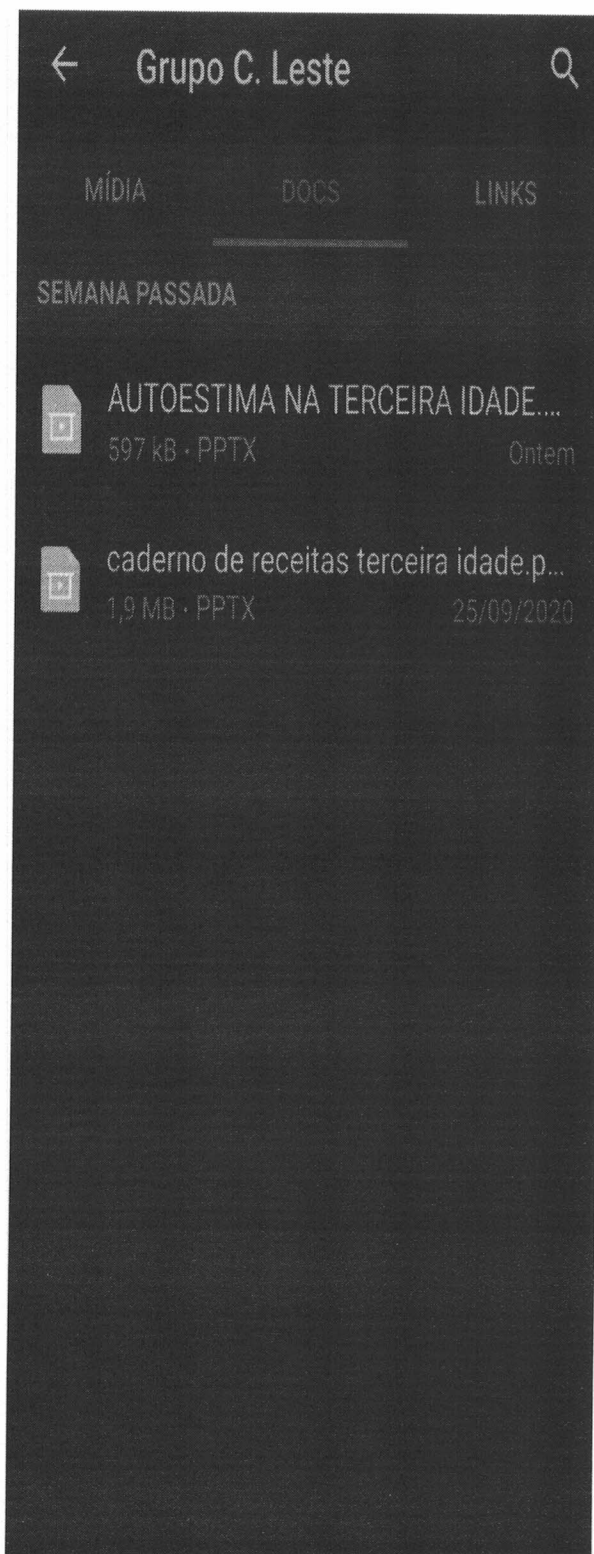 Grupo C. Leste
MÍDIA DOCS LINKS
SEMANA PASSADA
AUTOESTIMA NA TERCEIRA IDADE....
597 kB · PPTX Ontem
caderno de receitas terceira idade.p...
1,9 MB · PPTX 25/09/2020